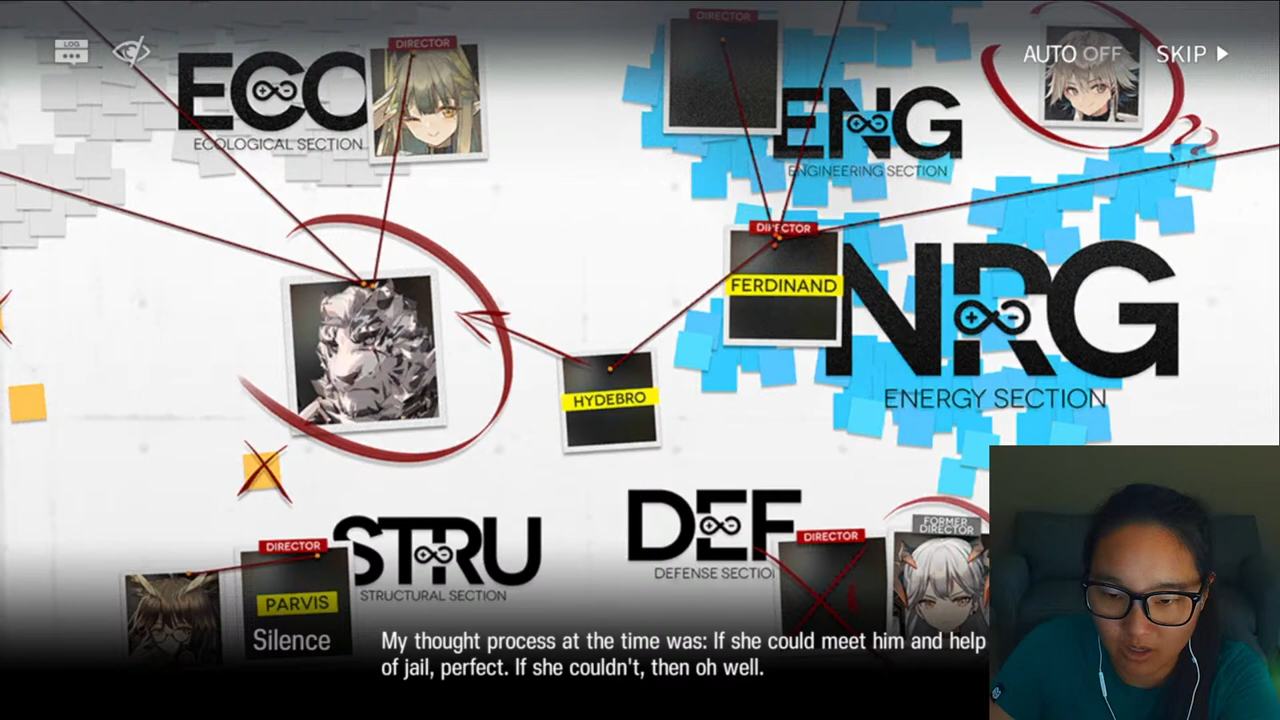 LOG
AUTO OFF
SKIP
DIRECTOR
ECO
ECOLOGICAL SECTION
DIRECTOR
ENG
ENGINEERING SECTION
DIRECTOR
FERDINAND
NRG
ENERGY SECTION
HYDEBRO
DIRECTOR
PARVIS
STRU
STRUCTURAL SECTION
DEF
DEFENSE SECTIO
DIRECTOR
FORMER
DIRECTOR
Silence
My thought process at the time was: If she could meet him and help
of jail, perfect. If she couldn't, then oh well.